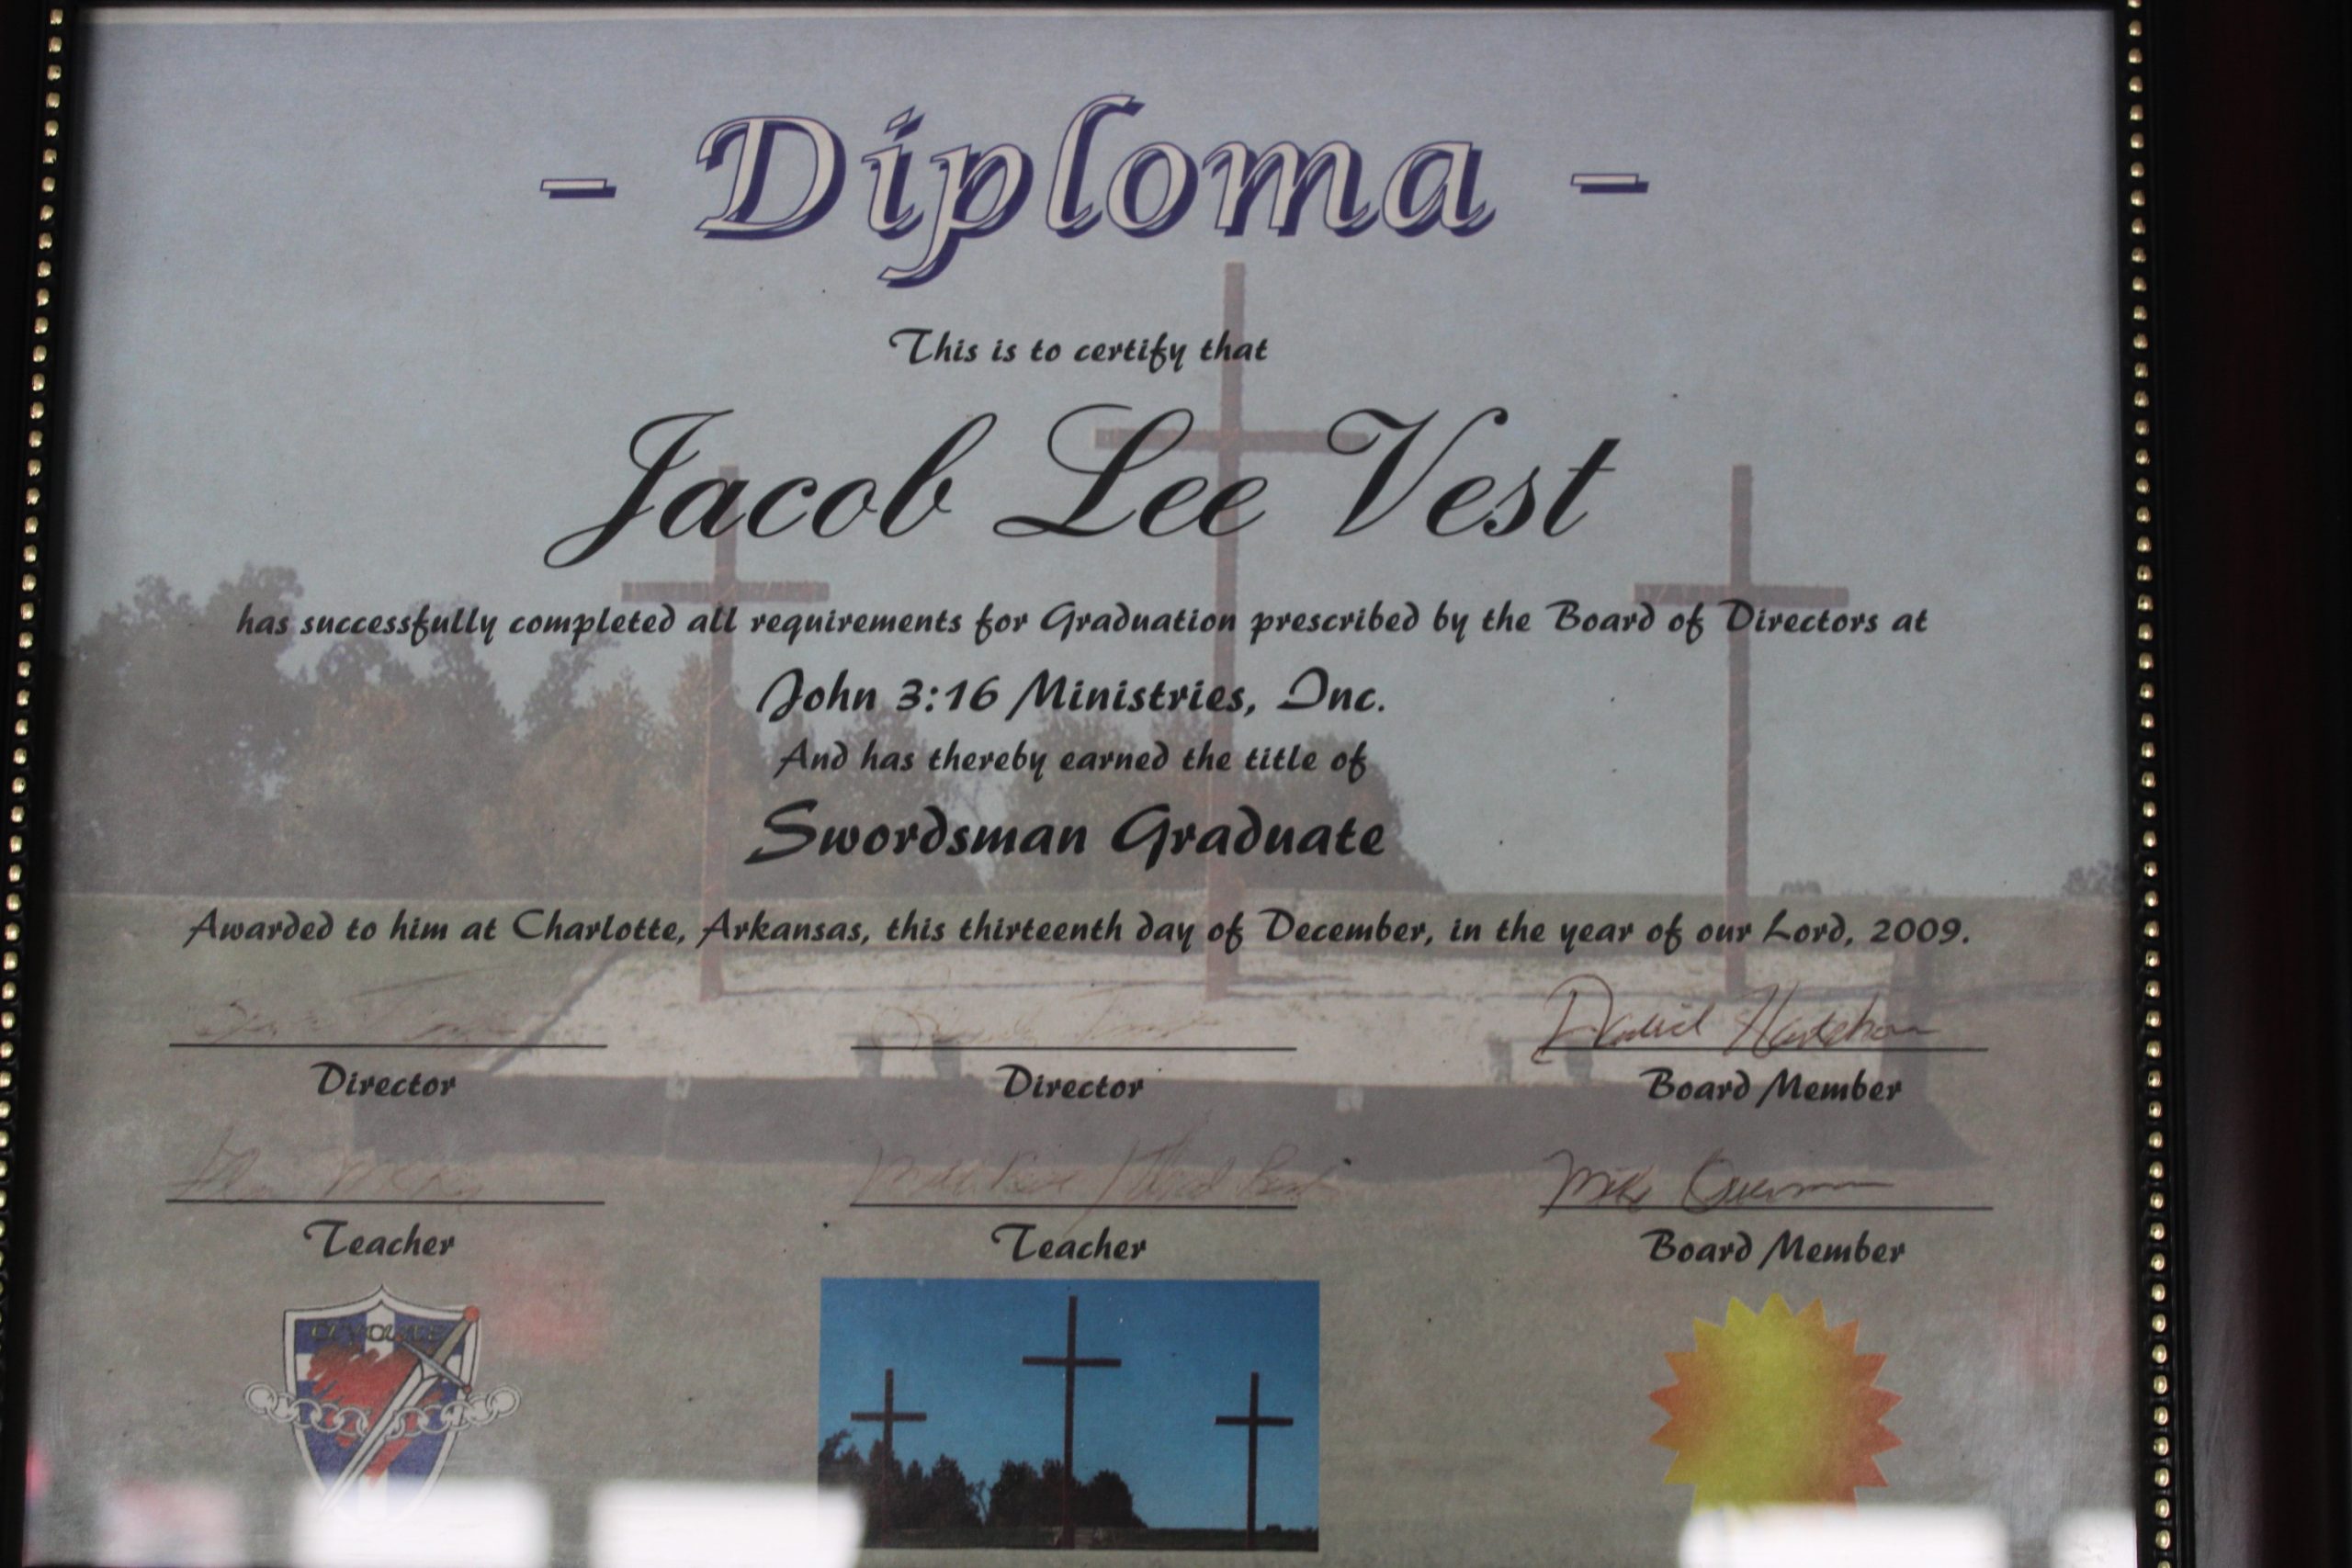 - Diploma -
This is to certify that
Jacob Lee Vest
has successfully completed all requirements for Graduation prescribed by the Board of Directors at
John 3:16 Ministries, Inc.
And has thereby earned the title of
Swordsman Graduate
Awarded to him at Charlotte, Arkansas, this thirteenth day of December, in the year of our Lord, 2009.
David
Director Director Board Member
Mike
Teacher Teacher Board Member